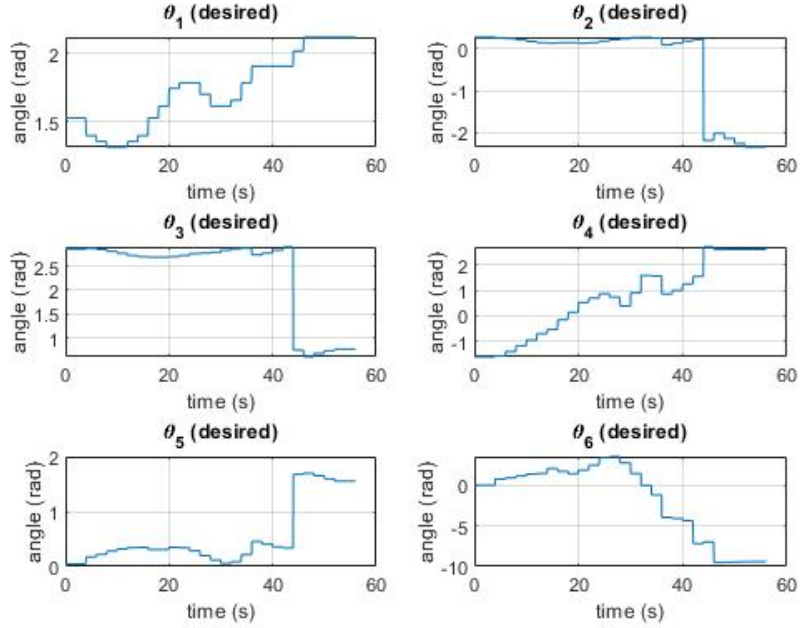 θ1 (desired)
angle (rad)
2
1.5
0 20 40 60
time (s)
θ2 (desired)
angle (rad)
0
-1
-2
0 20 40 60
time (s)
θ3 (desired)
angle (rad)
2.5
2
1.5
1
0 20 40 60
time (s)
θ4 (desired)
angle (rad)
2
1
0
-1
0 20 40 60
time (s)
θ5 (desired)
angle (rad)
2
1
0
0 20 40 60
time (s)
θ6 (desired)
angle (rad)
0
-5
-10
0 20 40 60
time (s)